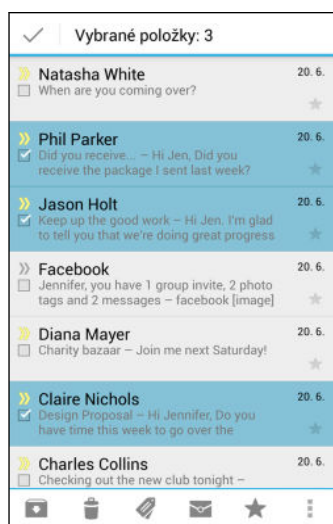 Vybrané položky: 3
Natasha White 20. 6.
When are you coming over?
Phil Parker 20. 6.
Did you receive... – Hi Jen, Did you
receive the package I sent last week?
Jason Holt 20. 6.
Keep up the good work – Hi Jen. I'm glad
to tell you that we're doing great progress
Facebook 20. 6.
Jennifer, you have 1 group invite, 2 photo
tags and 2 messages – facebook [image]
Diana Mayer 20. 6.
Charity bazaar – Join me next Saturday!
Claire Nichols 20. 6.
Design Proposal – Hi Jennifer, Do you
have time this week to go over the
Charles Collins 20. 6.
Checking out the new club tonight –